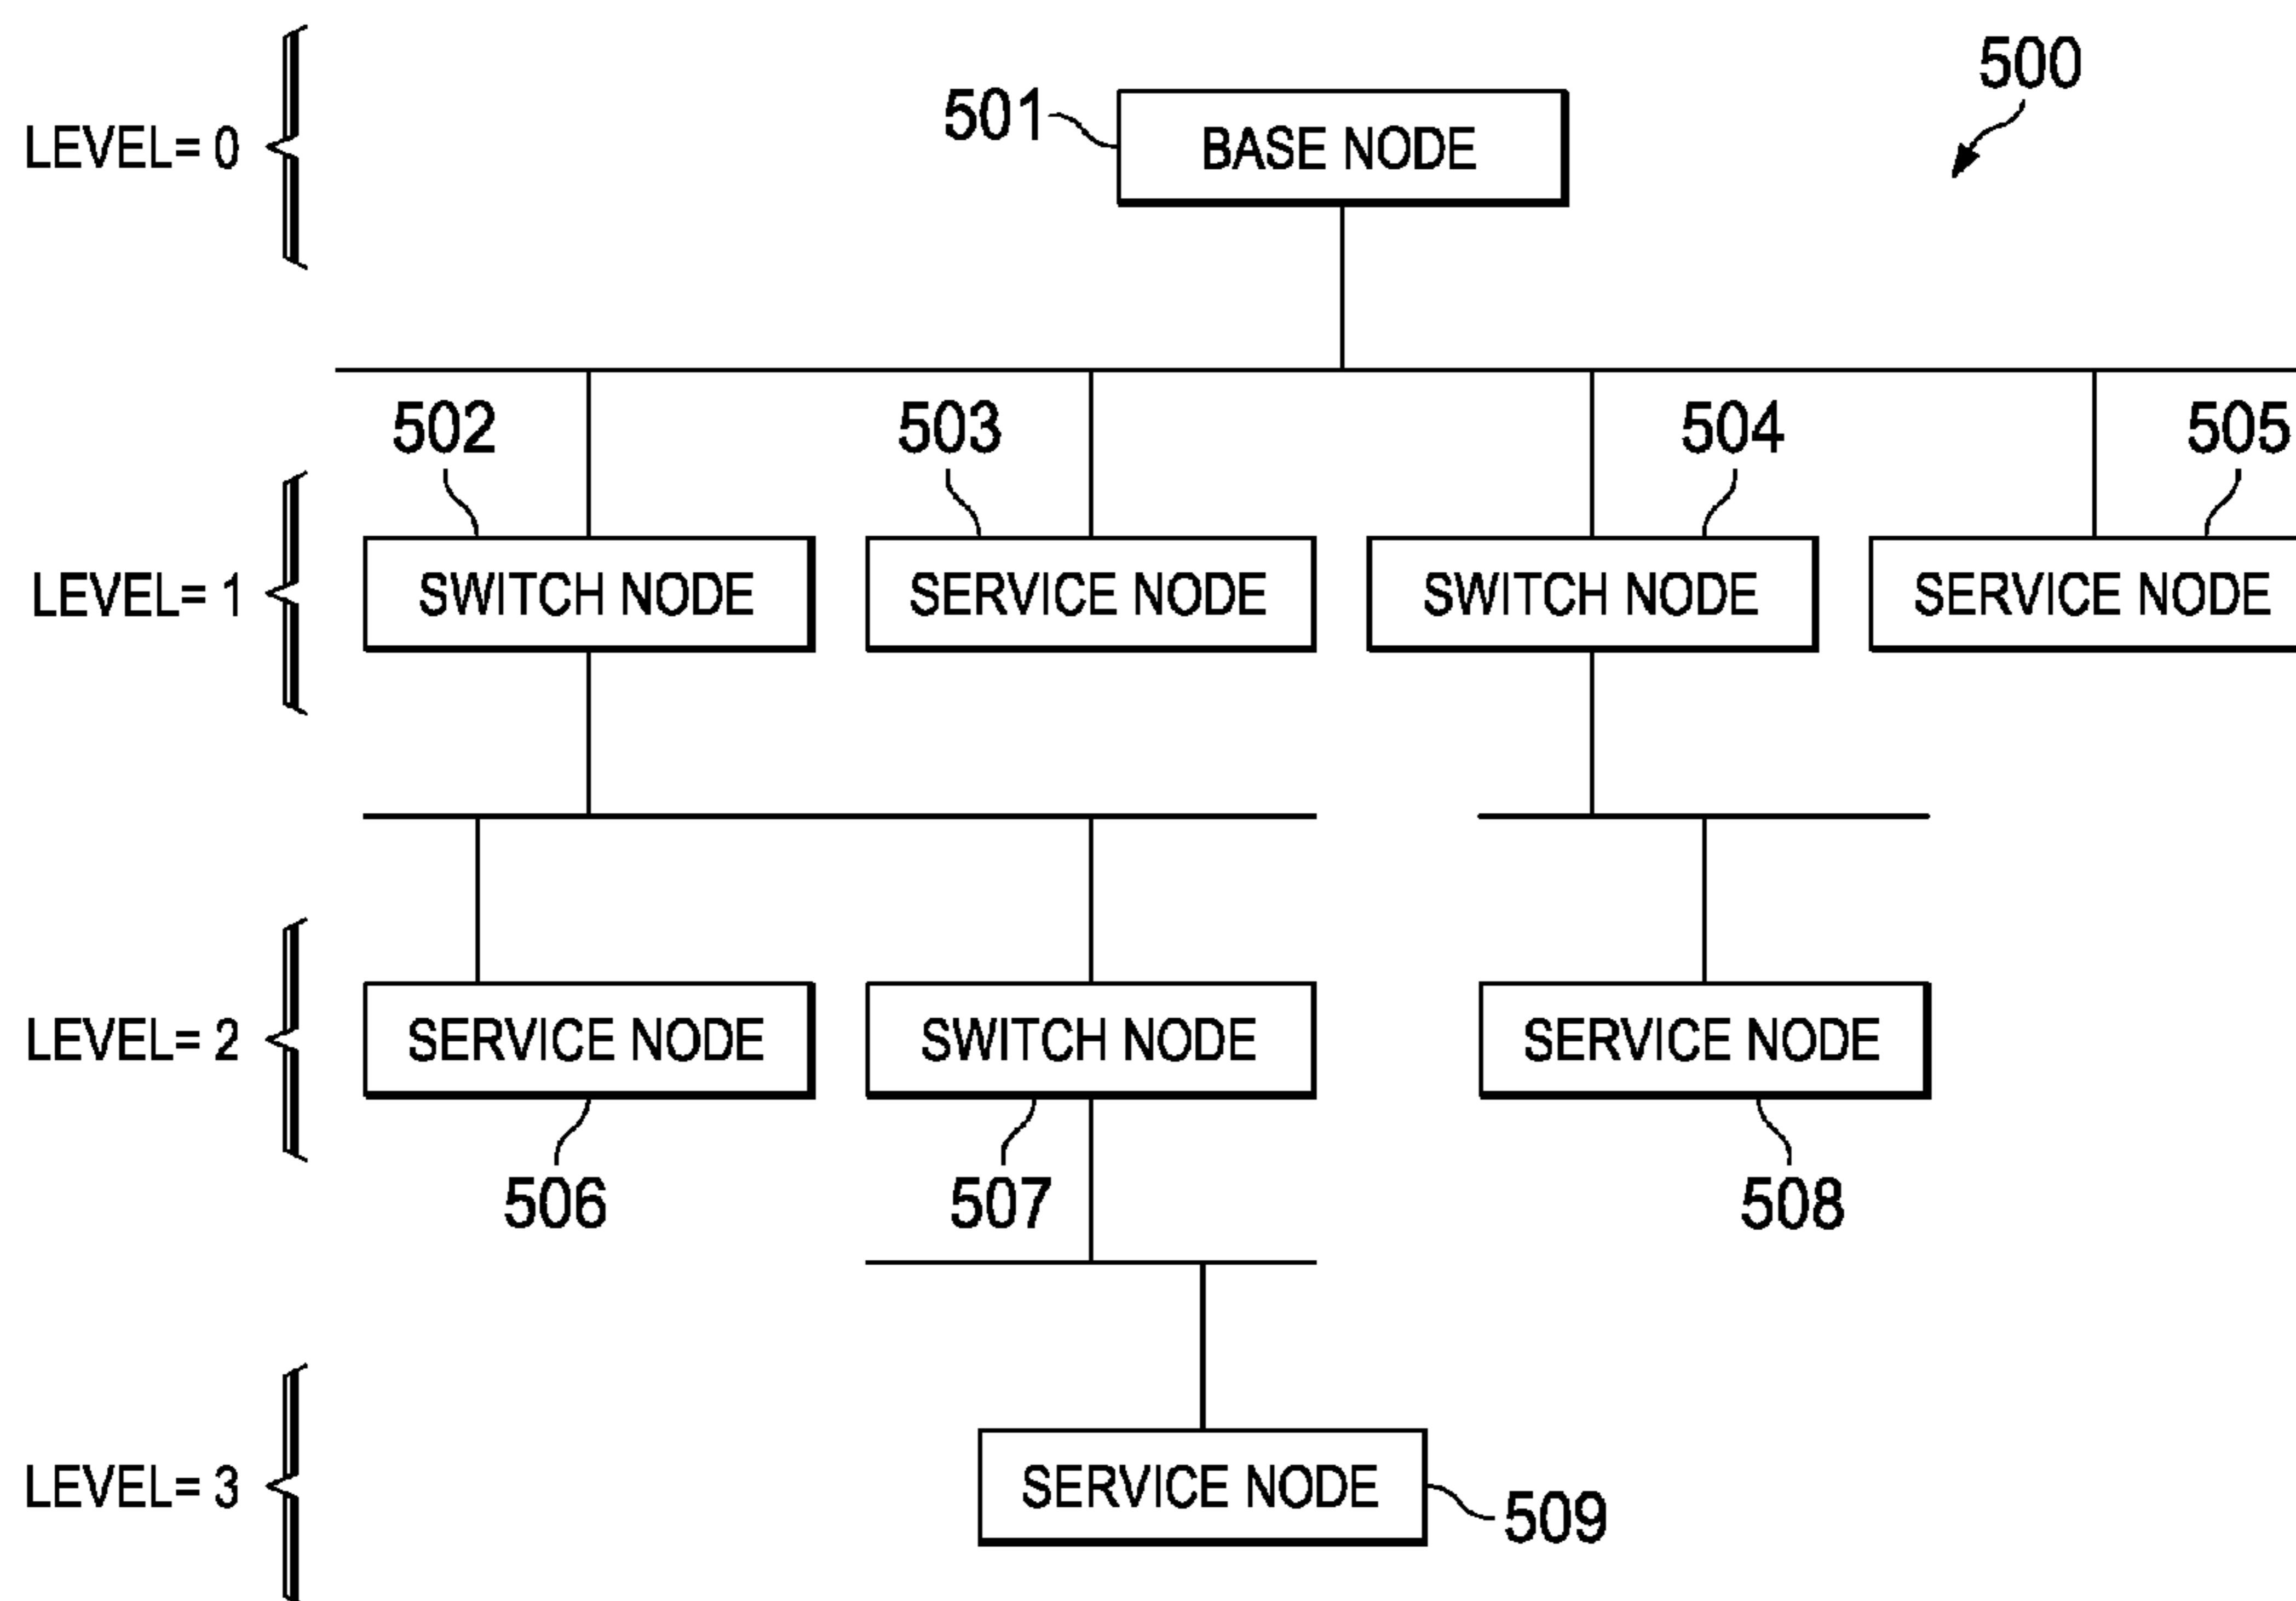 500
501
LEVEL= 0
BASE NODE
502
503
504
505
LEVEL= 1
SWITCH NODE
SERVICE NODE
SWITCH NODE
SERVICE NODE
LEVEL= 2
SERVICE NODE
SWITCH NODE
SERVICE NODE
506
507
508
LEVEL= 3
SERVICE NODE
509